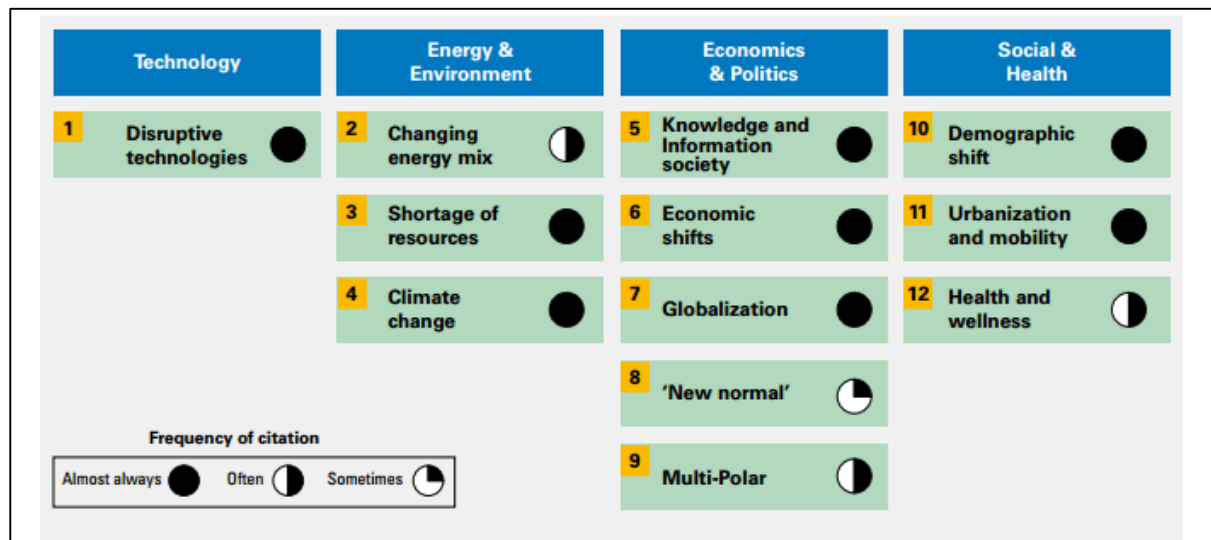 Technology
Energy &
Environment
Economics
& Politics
Social &
Health
1
Disruptive
technologies
2
Changing
energy mix
3
Shortage of
resources
4
Climate
change
5
Knowledge and
Information
society
6
Economic
shifts
7
Globalization
8
‘New normal’
9
Multi-Polar
10
Demographic
shift
11
Urbanization
and mobility
12
Health and
wellness
Frequency of citation
Almost always Often Sometimes